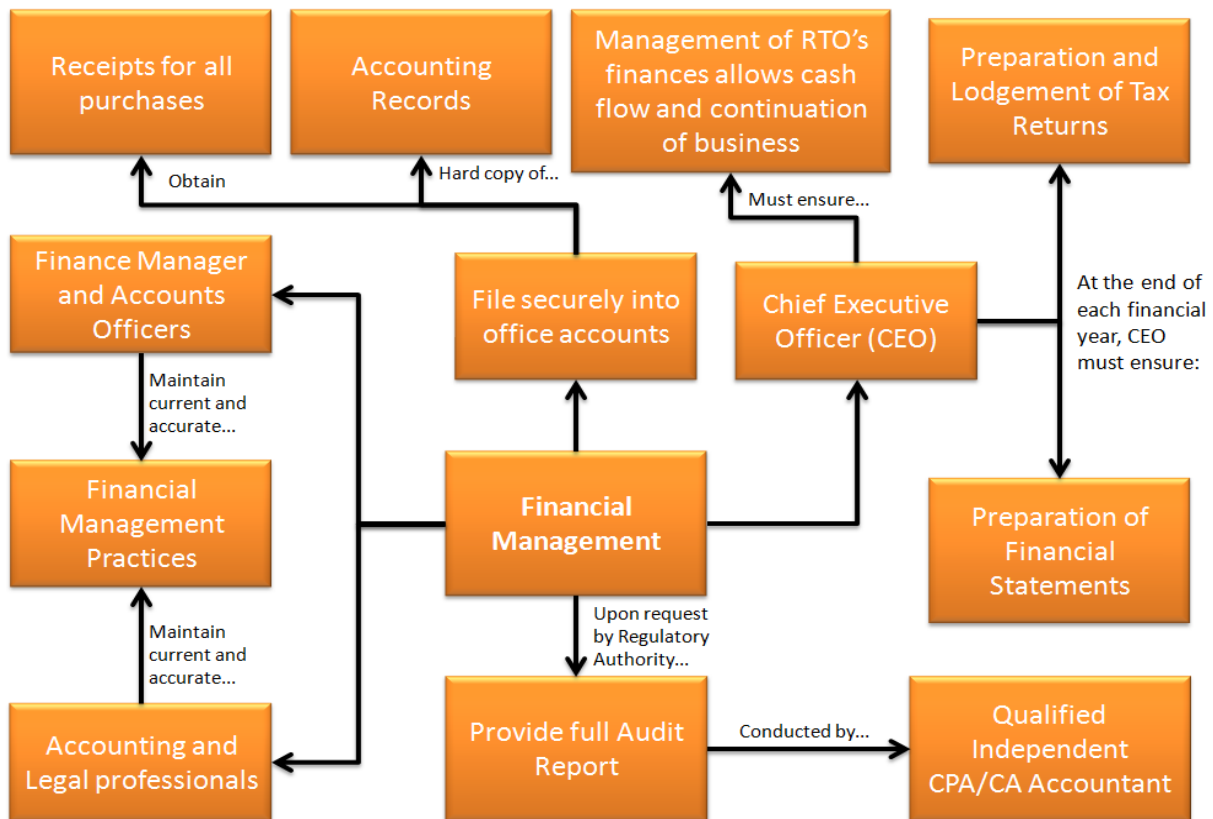 Receipts for all
purchases
Accounting
Records
Management of RTO's
finances allows cash
flow and continuation
of business
Preparation and
Lodgement of Tax
Returns
Obtain
Hard copy of...
Must ensure...
Finance Manager
and Accounts
Officers
File securely into
office accounts
Chief Executive
Officer (CEO)
At the end of
each financial
year, CEO
must ensure:
Maintain
current and
accurate...
Financial
Management
Practices
Financial
Management
Preparation of
Financial
Statements
Maintain
current and
accurate...
Upon request
by Regulatory
Authority...
Accounting and
Legal professionals
Provide full Audit
Report
Conducted by...
Qualified
Independent
CPA/CA Accountant